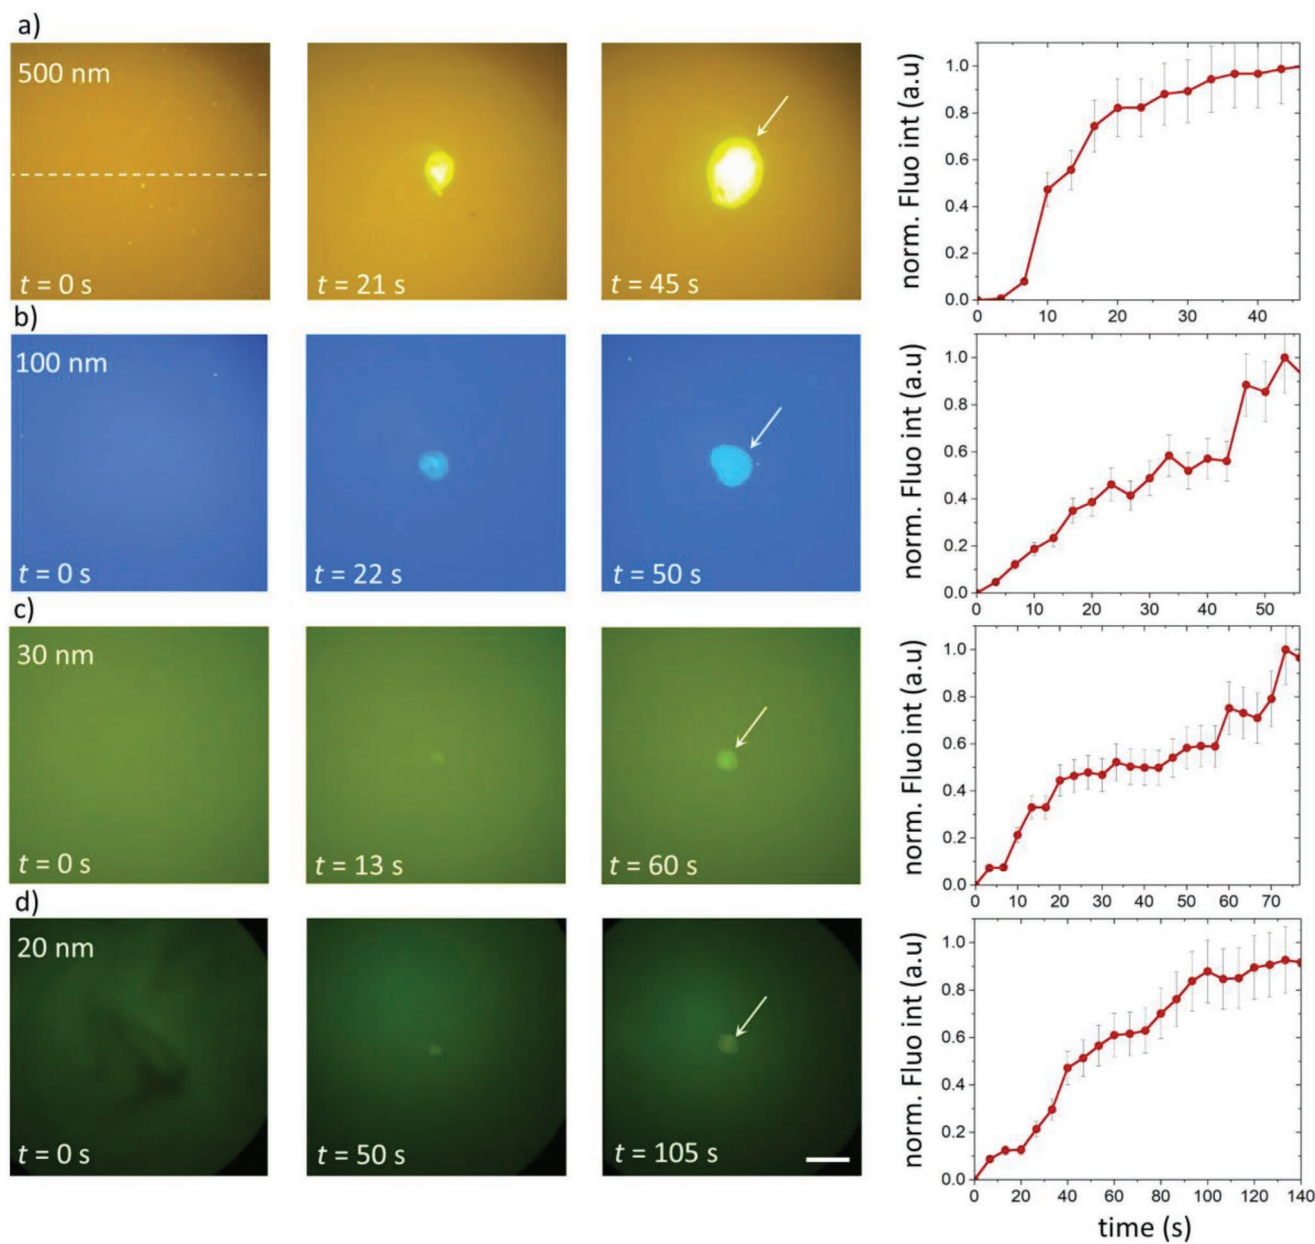 a)
500 nm
t = 0 s
t = 21 s
t = 45 s
norm. Fluo int (a.u)
1.0
0.8
0.6
0.4
0.2
0.0
0 10 20 30 40
b)
100 nm
t = 0 s
t = 22 s
t = 50 s
norm. Fluo int (a.u)
1.0
0.8
0.6
0.4
0.2
0.0
0 10 20 30 40 50
c)
30 nm
t = 0 s
t = 13 s
t = 60 s
norm. Fluo int (a.u)
1.0
0.8
0.6
0.4
0.2
0.0
0 10 20 30 40 50 60 70
d)
20 nm
t = 0 s
t = 50 s
t = 105 s
norm. Fluo int (a.u)
1.0
0.8
0.6
0.4
0.2
0.0
0 20 40 60 80 100 120 140
time (s)